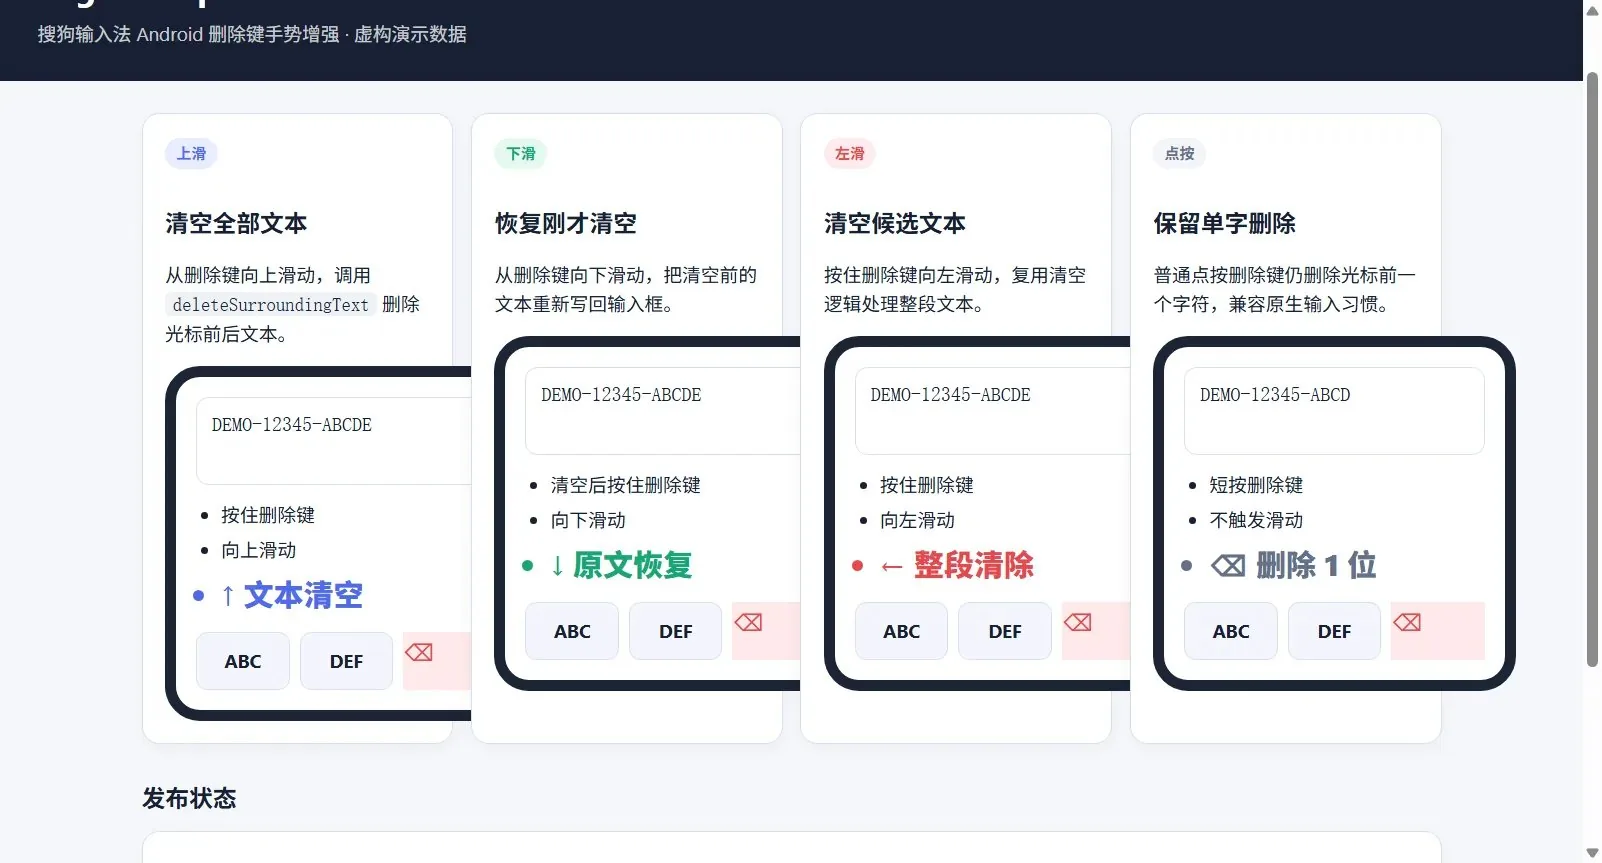 搜狗输入法 Android 删除键手势增强 · 虚构演示数据
上滑
清空全部文本
从删除键向上滑动，调用
deleteSurroundingText 删除
光标前后文本。
DEMO-12345-ABCDE
按住删除键
向上滑动
↑ 文本清空
ABC DEF ⌫
下滑
恢复刚才清空
从删除键向下滑动，把清空前的
文本重新写回输入框。
DEMO-12345-ABCDE
清空后按住删除键
向下滑动
↓ 原文恢复
ABC DEF ⌫
左滑
清空候选文本
按住删除键向左滑动，复用清空
逻辑处理整段文本。
DEMO-12345-ABCDE
按住删除键
向左滑动
← 整段清除
ABC DEF ⌫
点按
保留单字删除
普通点按删除键仍删除光标前一
个字符，兼容原生输入习惯。
DEMO-12345-ABCD
短按删除键
不触发滑动
⌫ 删除 1 位
ABC DEF ⌫
发布状态